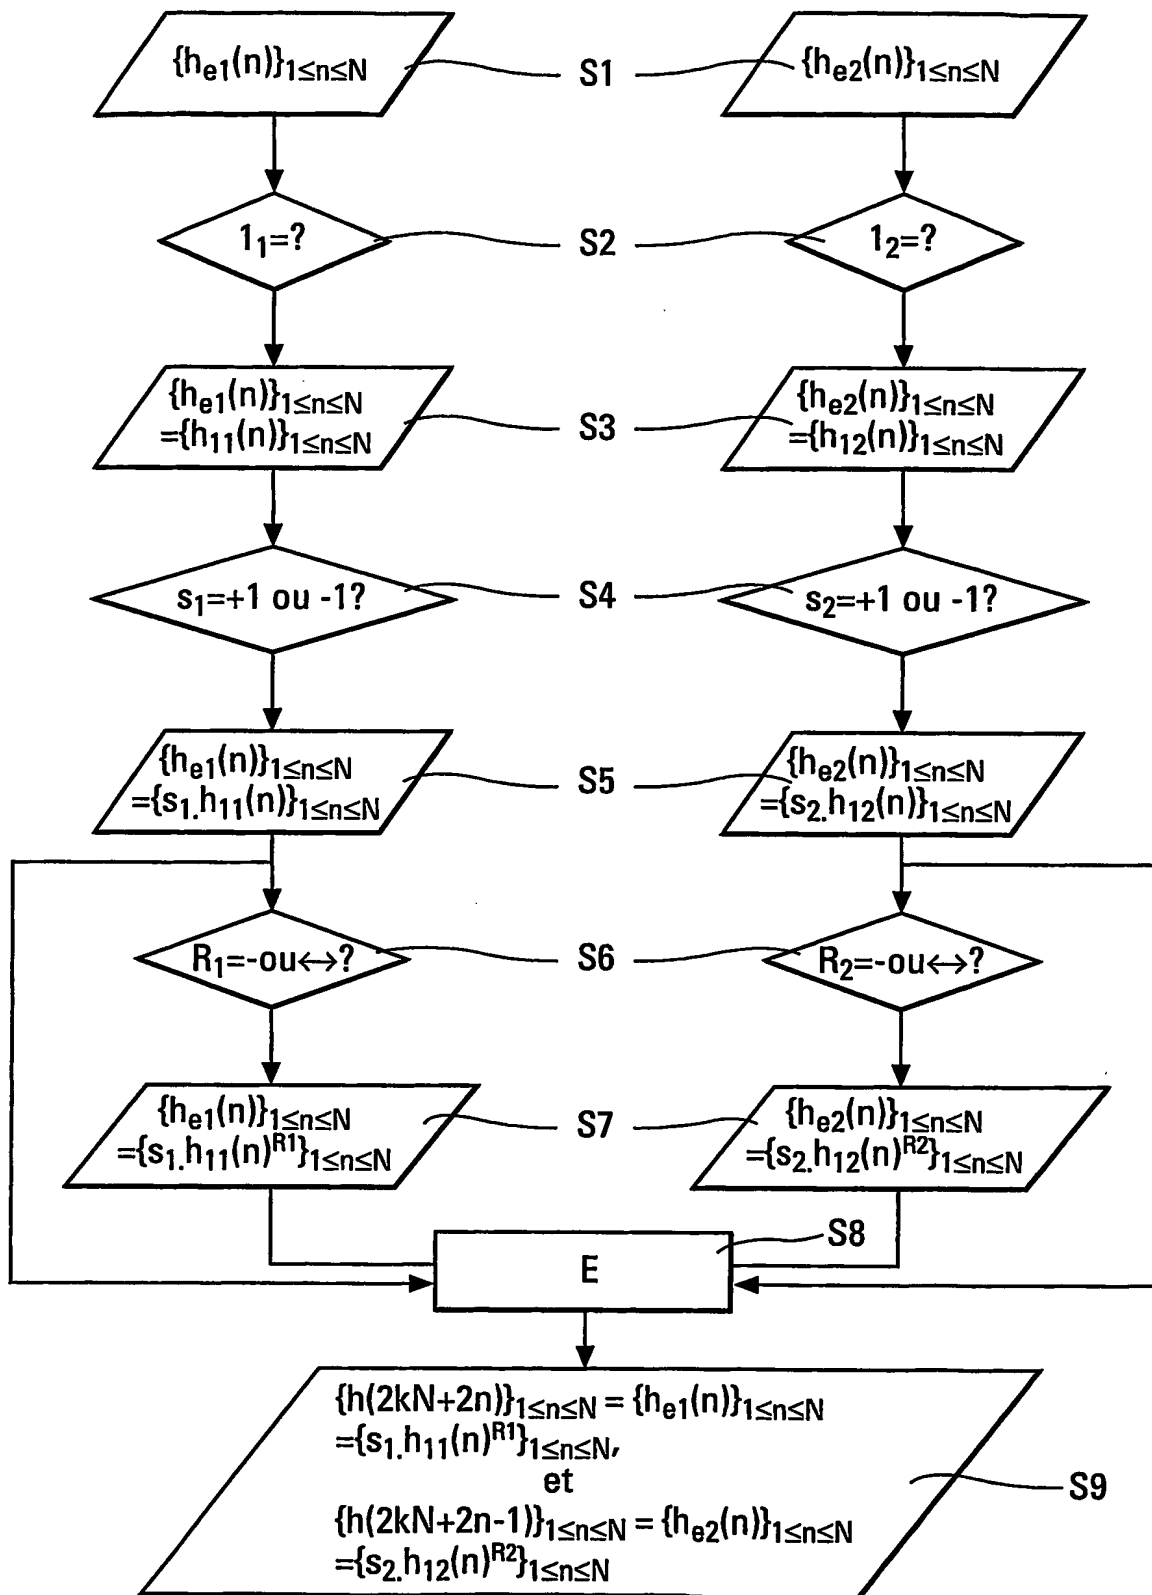 {he1(n)}1≤n≤N
S1
{he2(n)}1≤n≤N
11=?
S2
12=?
{he1(n)}1≤n≤N
={h11(n)}1≤n≤N
S3
{he2(n)}1≤n≤N
={h12(n)}1≤n≤N
s1=+1 ou -1?
S4
s2=+1 ou -1?
{he1(n)}1≤n≤N
={s1.h11(n)}1≤n≤N
S5
{he2(n)}1≤n≤N
={s2.h12(n)}1≤n≤N
R1=-ou↔?
S6
R2=-ou↔?
{he1(n)}1≤n≤N
={s1.h11(n)R1}1≤n≤N
S7
{he2(n)}1≤n≤N
={s2.h12(n)R2}1≤n≤N
S8
E
{h(2kN+2n)}1≤n≤N = {he1(n)}1≤n≤N
={s1.h11(n)R1}1≤n≤N,
et
S9
{h(2kN+2n-1)}1≤n≤N = {he2(n)}1≤n≤N
={s2.h12(n)R2}1≤n≤N